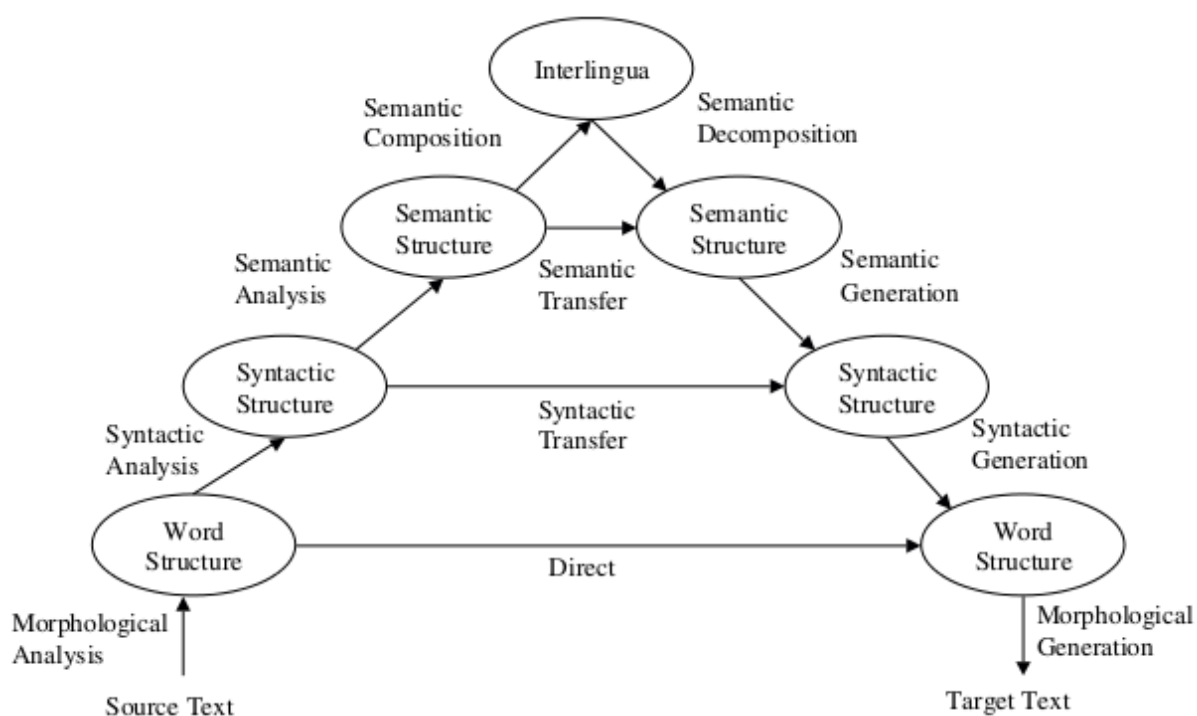 Interlingua
Semantic
Composition
Semantic
Decomposition
Semantic
Structure
Semantic
Structure
Semantic
Analysis
Semantic
Transfer
Semantic
Generation
Syntactic
Structure
Syntactic
Structure
Syntactic
Analysis
Syntactic
Transfer
Syntactic
Generation
Word
Structure
Word
Structure
Direct
Morphological
Analysis
Morphological
Generation
Source Text
Target Text